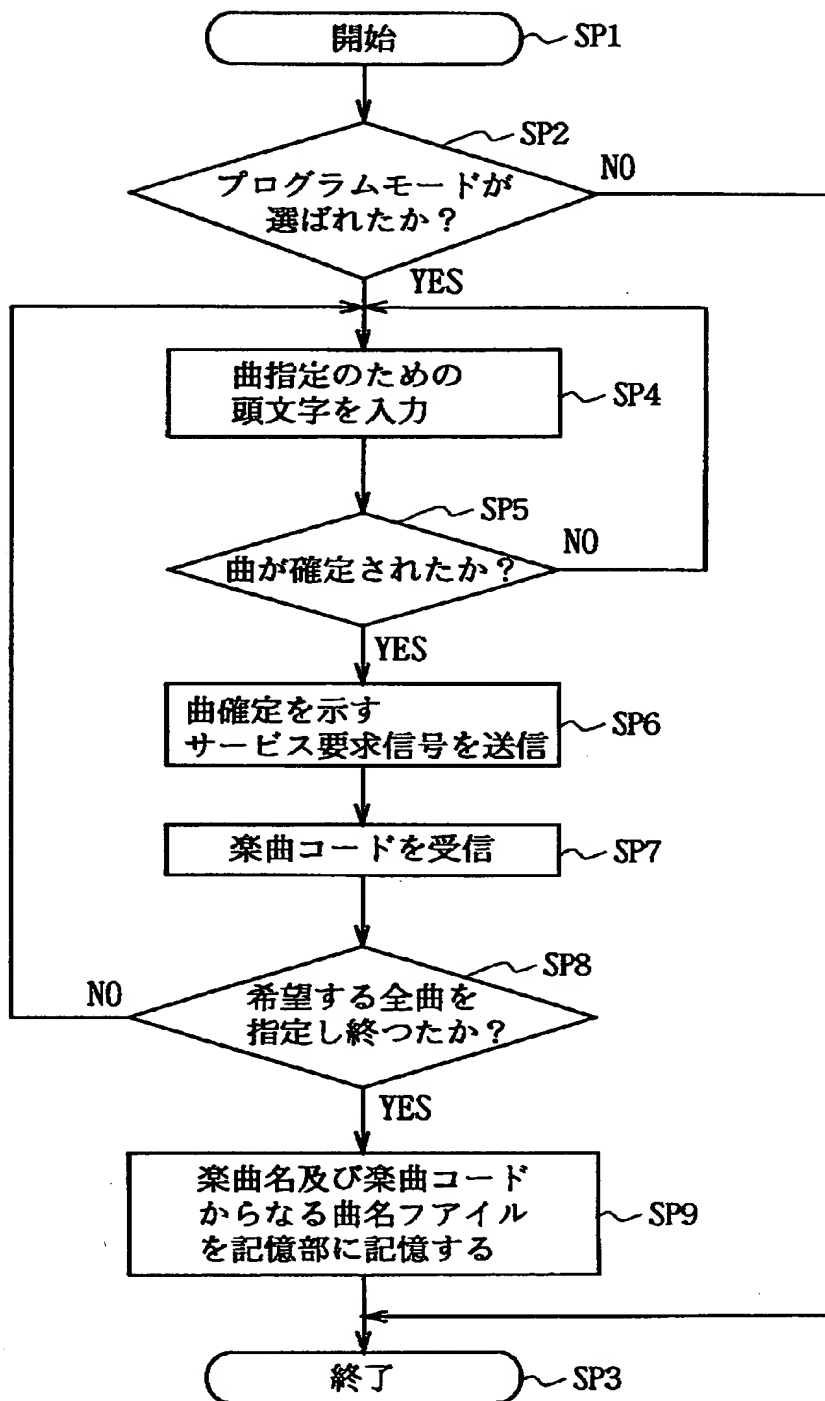 開始
SP1
SP2
プログラムモードが
選ばれたか？
NO
YES
曲指定のための
頭文字を入力
SP4
SP5
曲が確定されたか？
NO
YES
曲確定を示す
サービス要求信号を送信
SP6
楽曲コードを受信
SP7
SP8
NO
希望する全曲を
指定し終つたか？
YES
楽曲名及び楽曲コード
からなる曲名フアイル
を記憶部に記憶する
SP9
終了
SP3